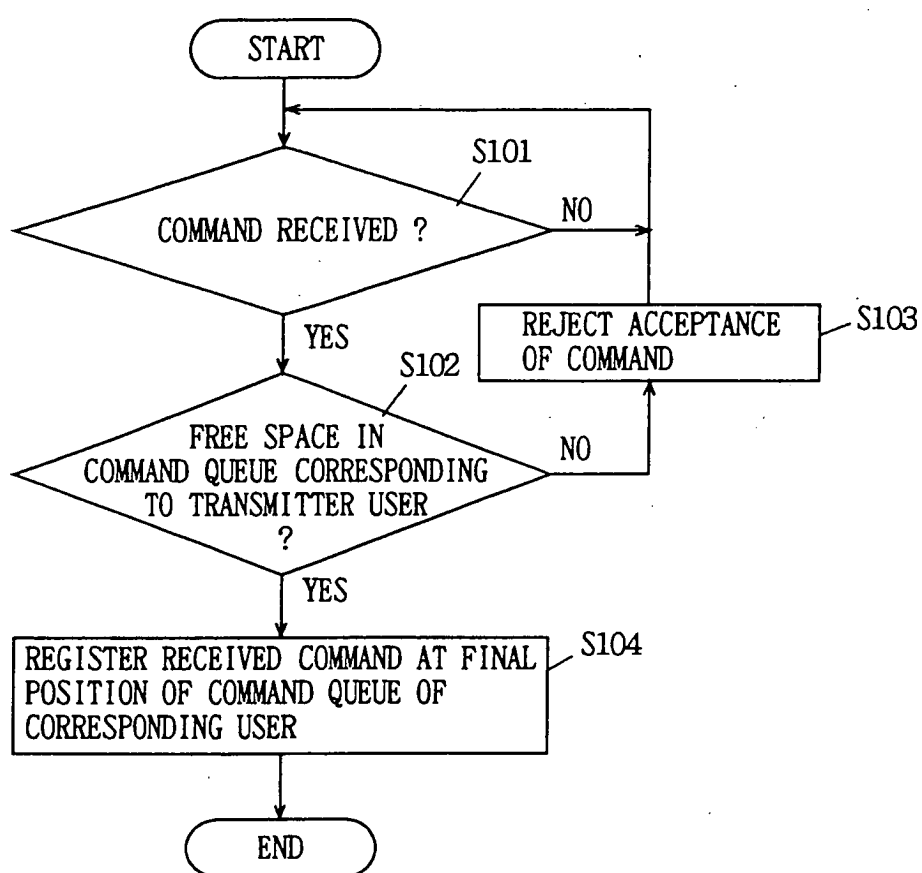 START
S101
COMMAND RECEIVED ?
NO
YES
REJECT ACCEPTANCE
OF COMMAND
S103
S102
FREE SPACE IN
COMMAND QUEUE CORRESPONDING
TO TRANSMITTER USER
?
NO
YES
REGISTER RECEIVED COMMAND AT FINAL
POSITION OF COMMAND QUEUE OF
CORRESPONDING USER
S104
END